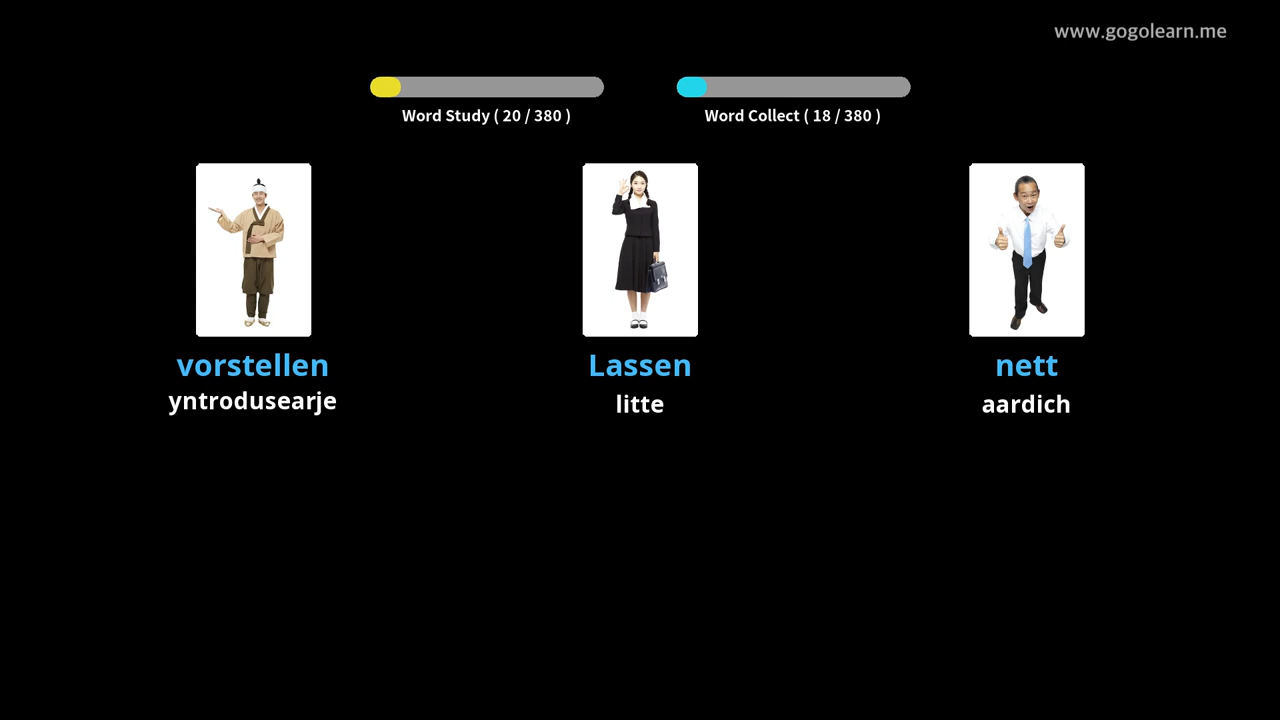 www.gogolearn.me
Word Study ( 20 / 380 )
Word Collect ( 18 / 380 )
vorstellen
yntrodusearje
Lassen
litte
nett
aardich